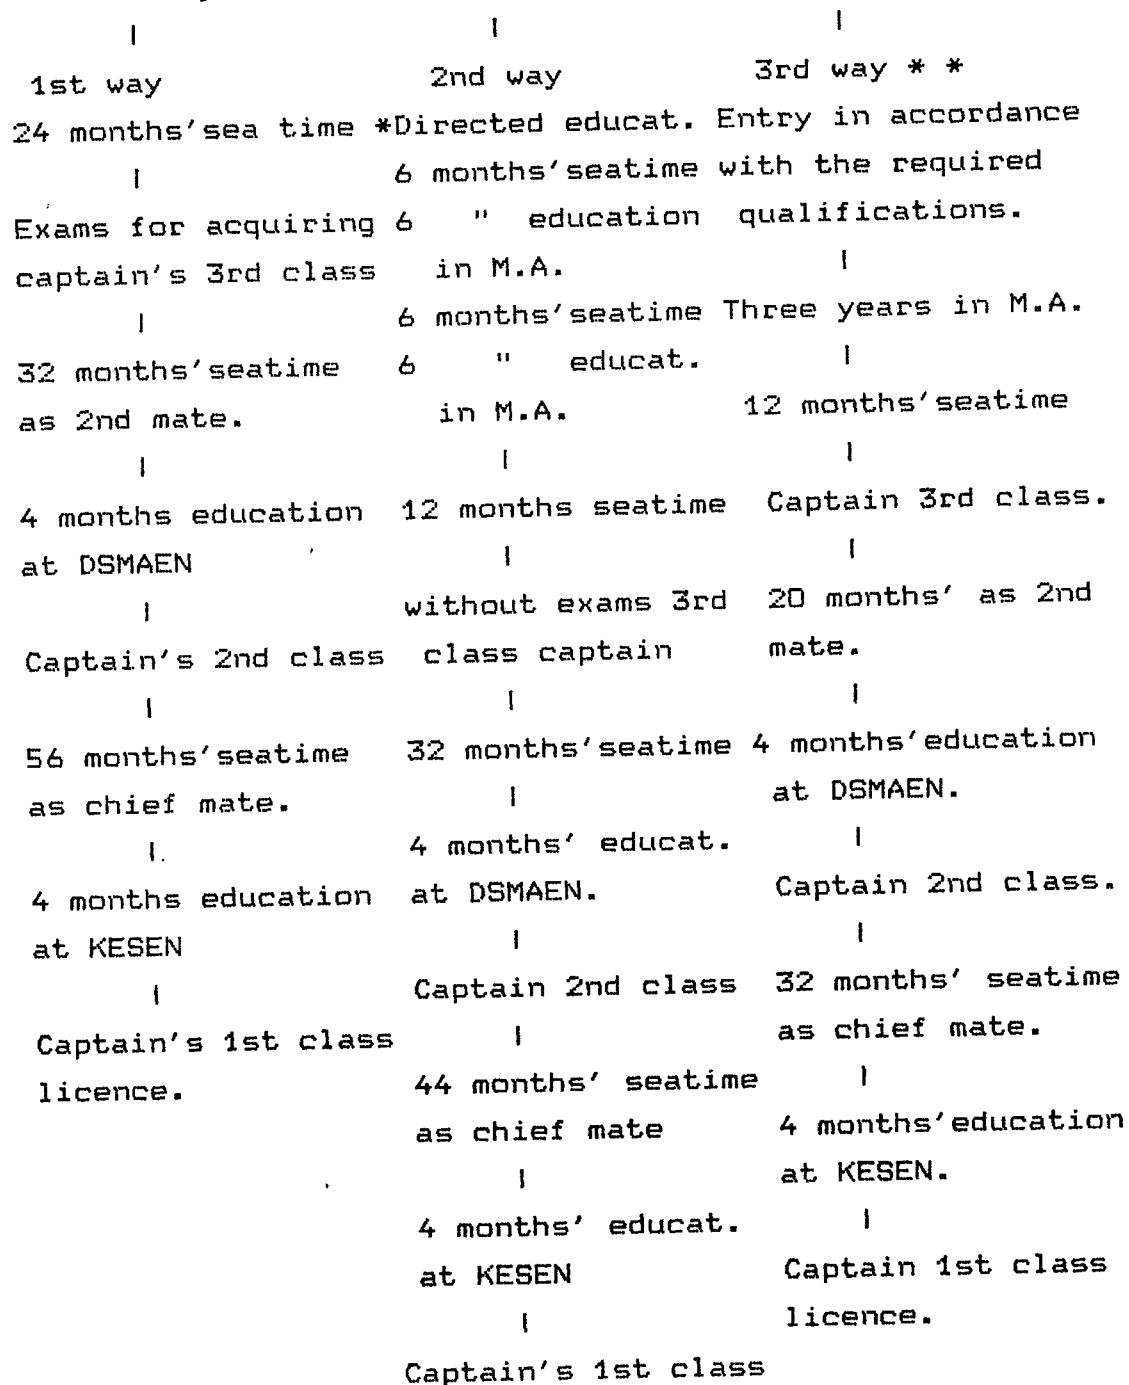 1st way
24 months'sea time
Exams for acquiring
captain's 3rd class
32 months'seatime
as 2nd mate.
4 months education
at DSMAEN
Captain's 2nd class
56 months'seatime
as chief mate.
4 months education
at KESEN
Captain's 1st class
licence.
2nd way
*Directed educat.
6 months'seatime
6 " education
in M.A.
6 months'seatime
6 " educat.
in M.A.
12 months seatime
without exams 3rd
class captain
32 months'seatime
4 months' educat.
at DSMAEN.
Captain 2nd class
44 months' seatime
as chief mate
4 months' educat.
at KESEN
Captain's 1st class
3rd way * *
Entry in accordance
with the required
qualifications.
Three years in M.A.
12 months'seatime
Captain 3rd class.
20 months' as 2nd
mate.
4 months'education
at DSMAEN.
Captain 2nd class.
32 months' seatime
as chief mate.
4 months'education
at KESEN.
Captain 1st class
licence.